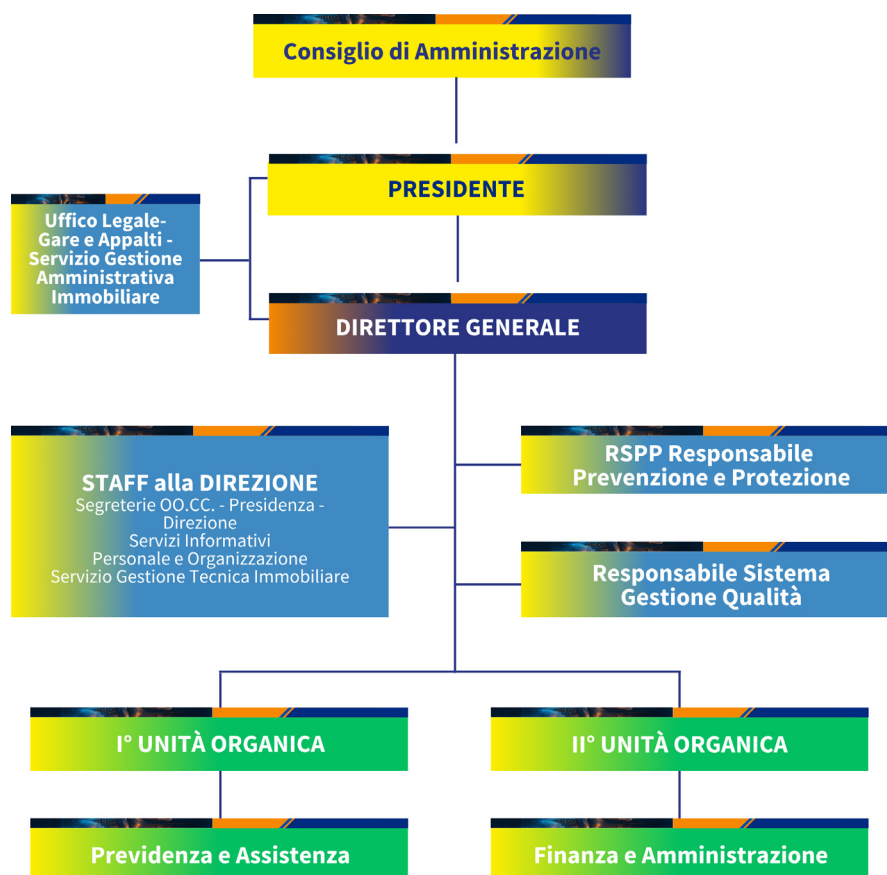 Consiglio di Amministrazione
PRESIDENTE
Uffico Legale-
Gare e Appalti -
Servizio Gestione
Amministrativa
Immobiliare
DIRETTORE GENERALE
STAFF alla DIREZIONE
Segreterie OO.CC. - Presidenza -
Direzione
Servizi Informativi
Personale e Organizzazione
Servizio Gestione Tecnica Immobiliare
RSPP Responsabile
Prevenzione e Protezione
Responsabile Sistema
Gestione Qualità
I° UNITÀ ORGANICA
II° UNITÀ ORGANICA
Previdenza e Assistenza
Finanza e Amministrazione